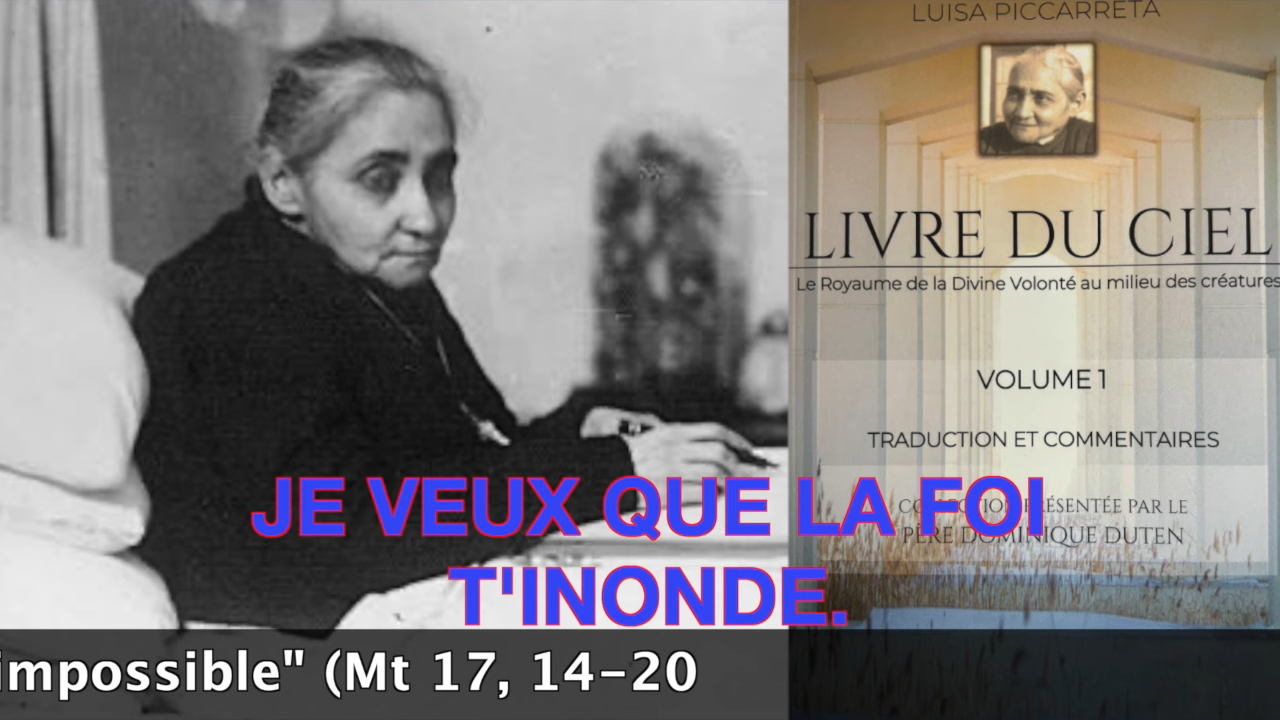 LUISA PICCARRETA
LIVRE DU CIEL
Le Royaume de la Divine Volonté au milieu des créatures
VOLUME 1
TRADUCTION ET COMMENTAIRES
COLLECTION PRÉSENTÉE PAR LE
PÈRE DOMINIQUE DUTEN
JE VEUX QUE LA FOI
T'INONDE.
impossible" (Mt 17, 14-20